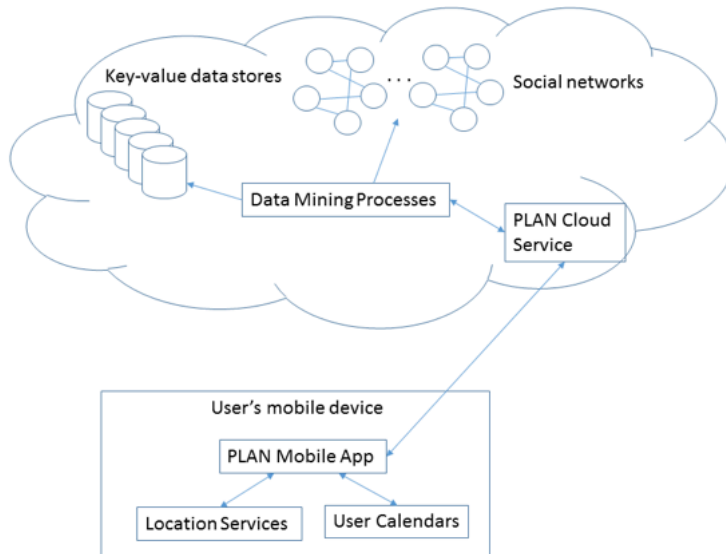 Key-value data stores
. . .
Social networks
Data Mining Processes
PLAN Cloud
Service
User's mobile device
PLAN Mobile App
Location Services
User Calendars